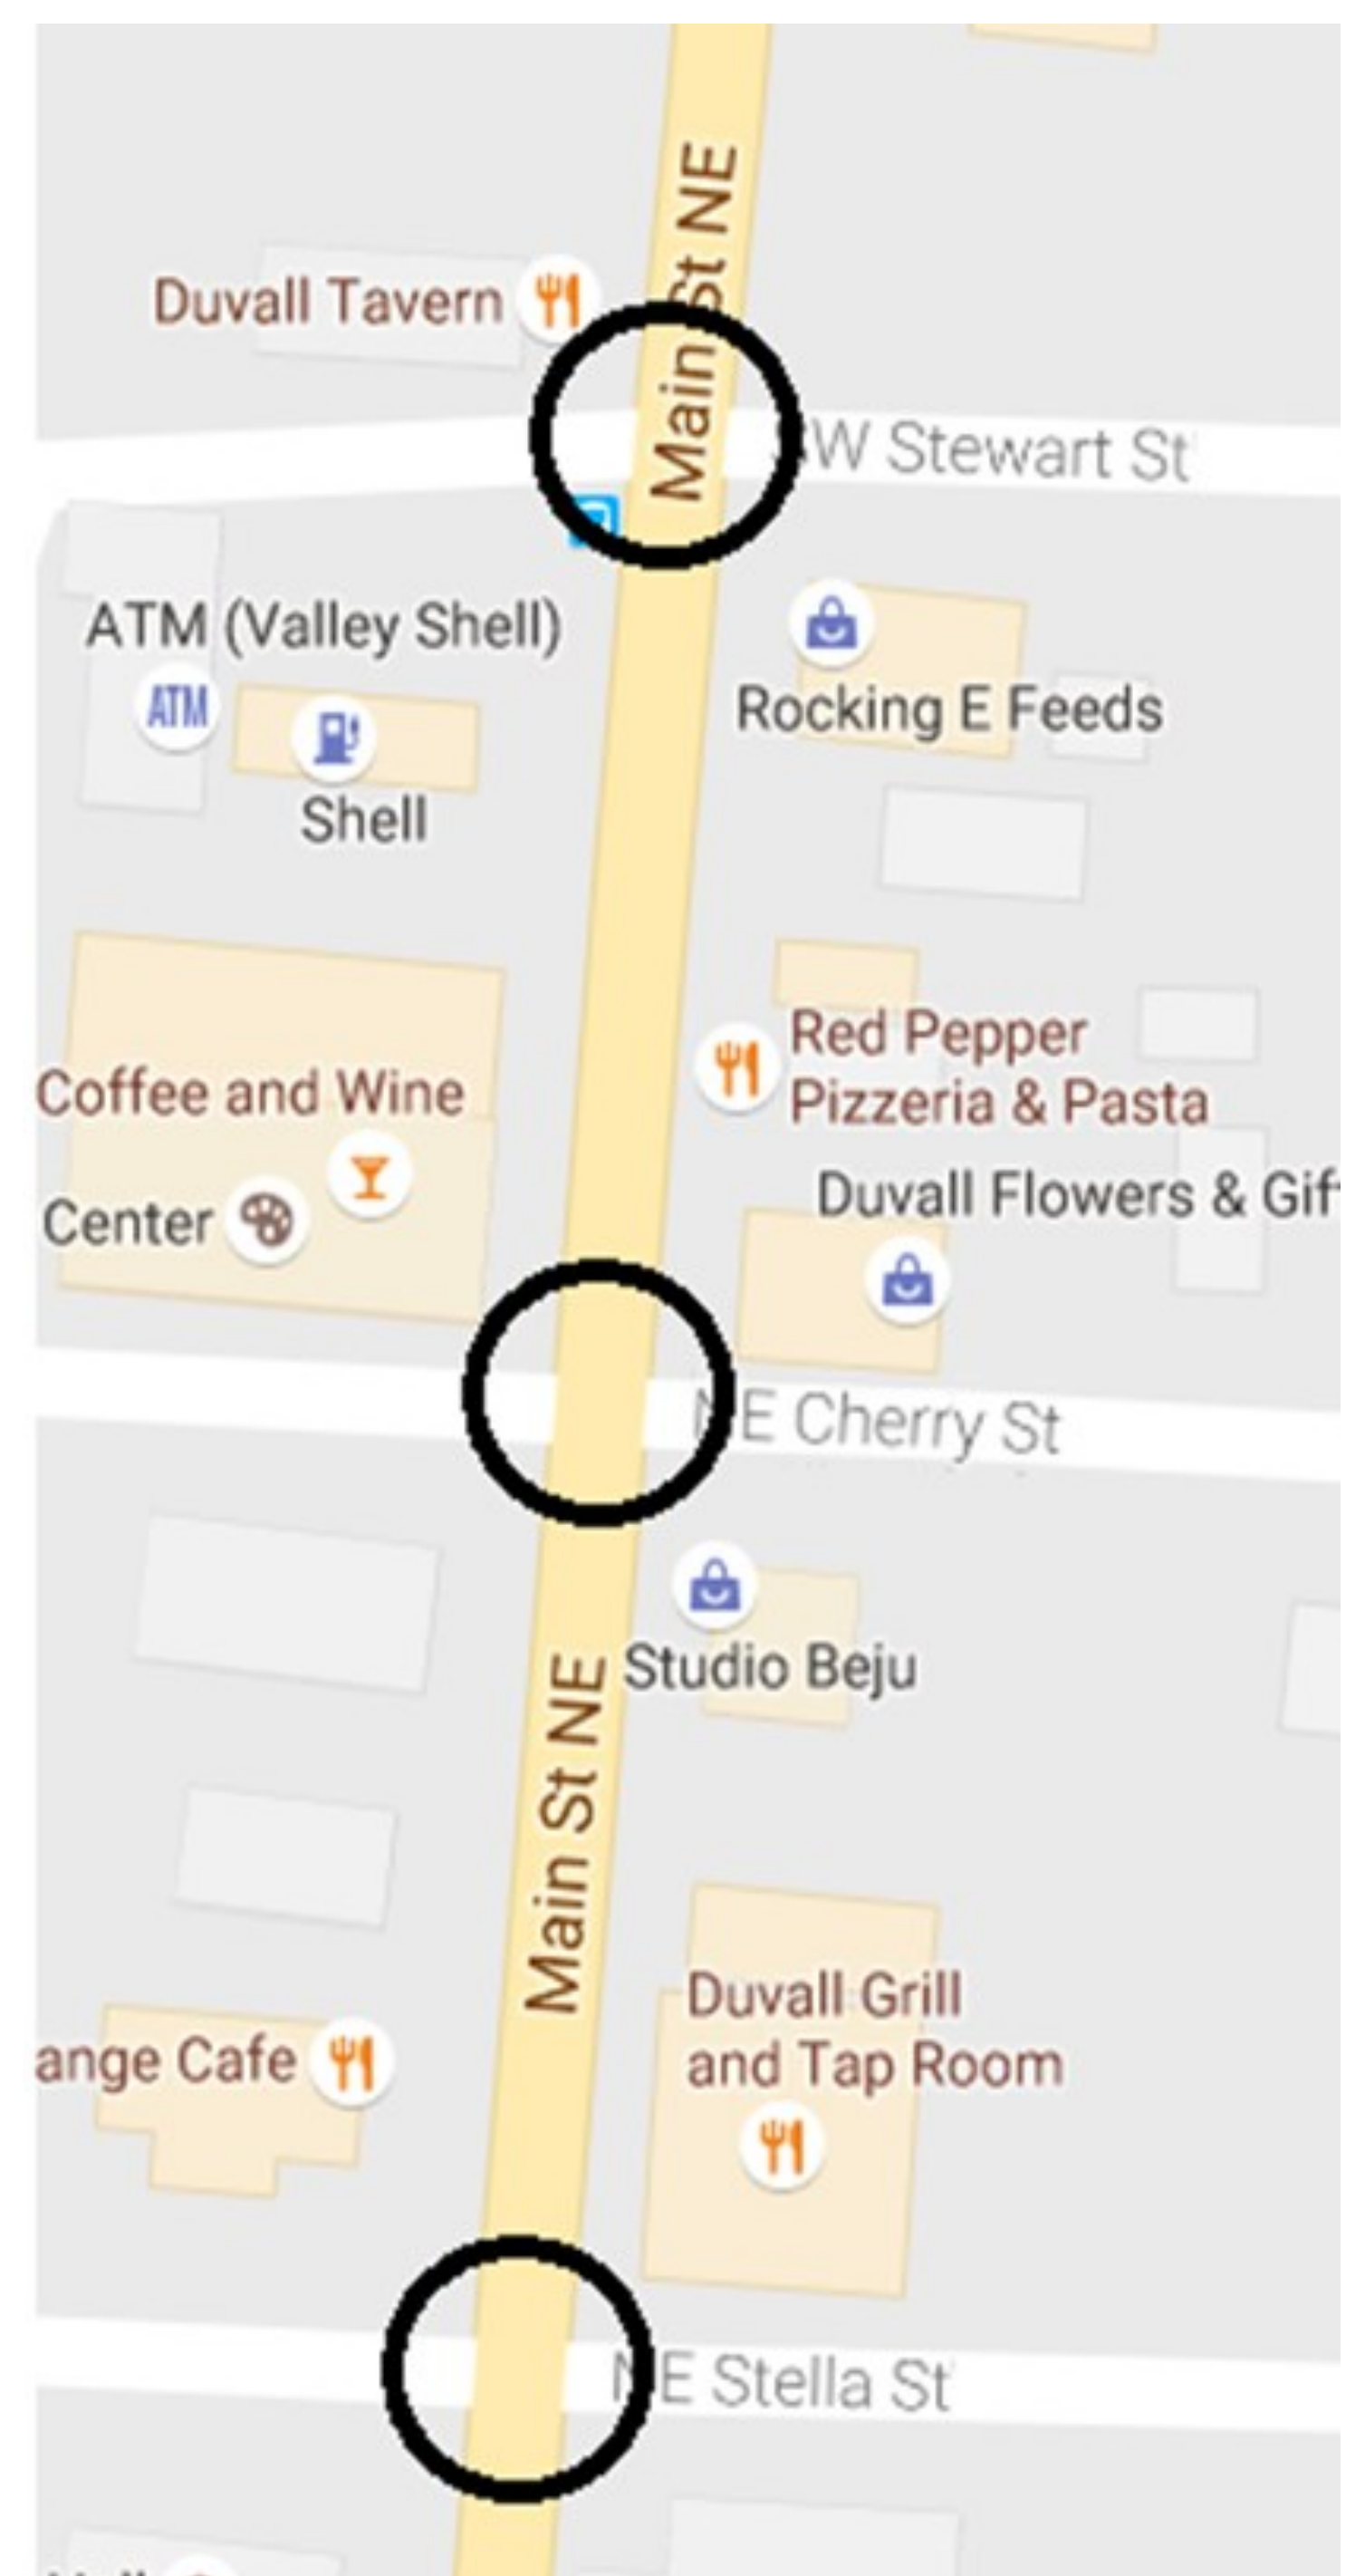 Main St NE
Duvall Tavern
W Stewart St
ATM (Valley Shell)
ATM
Shell
Rocking E Feeds
Red Pepper
Pizzeria & Pasta
Coffee and Wine
Duvall Flowers & Gif
Center
NE Cherry St
Studio Beju
Main St NE
Duvall Grill
and Tap Room
ange Cafe
NE Stella St